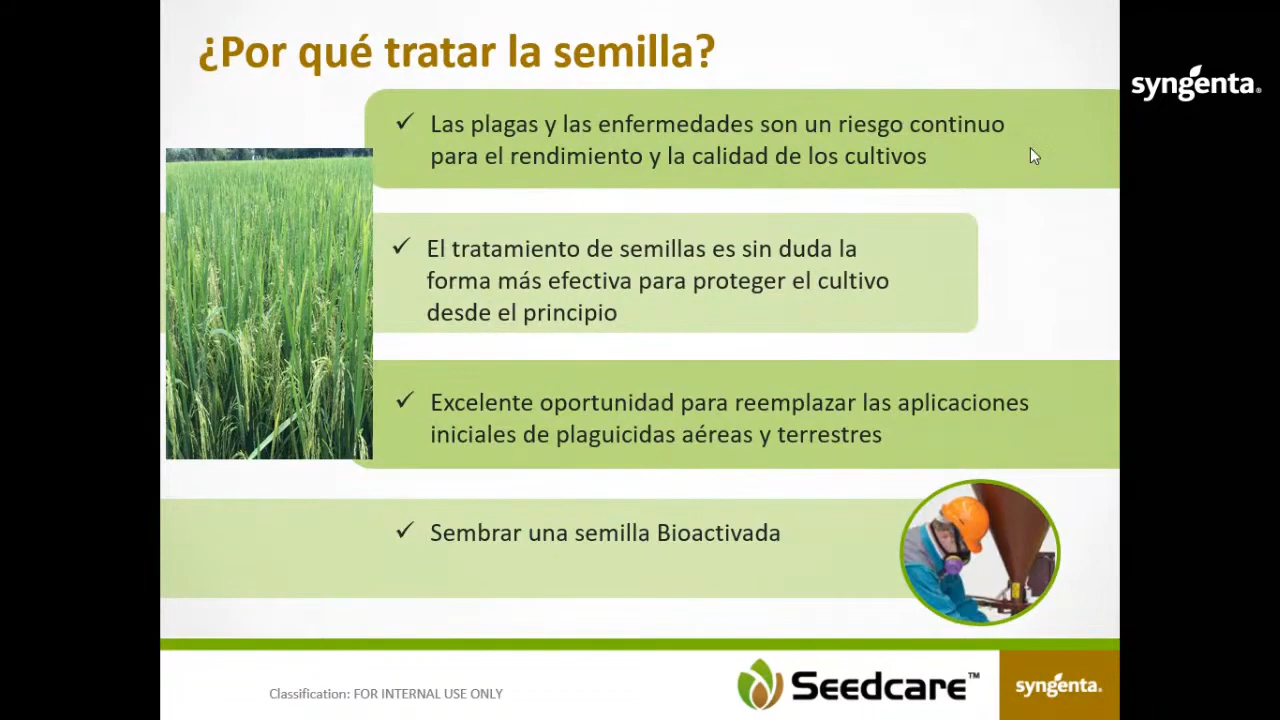 ¿Por qué tratar la semilla?
syngenta®
✓ Las plagas y las enfermedades son un riesgo continuo
para el rendimiento y la calidad de los cultivos
✓ El tratamiento de semillas es sin duda la
forma más efectiva para proteger el cultivo
desde el principio
✓ Excelente oportunidad para reemplazar las aplicaciones
iniciales de plaguicidas aéreas y terrestres
✓ Sembrar una semilla Bioactivada
Classification: FOR INTERNAL USE ONLY
Seedcare™
syngenta®